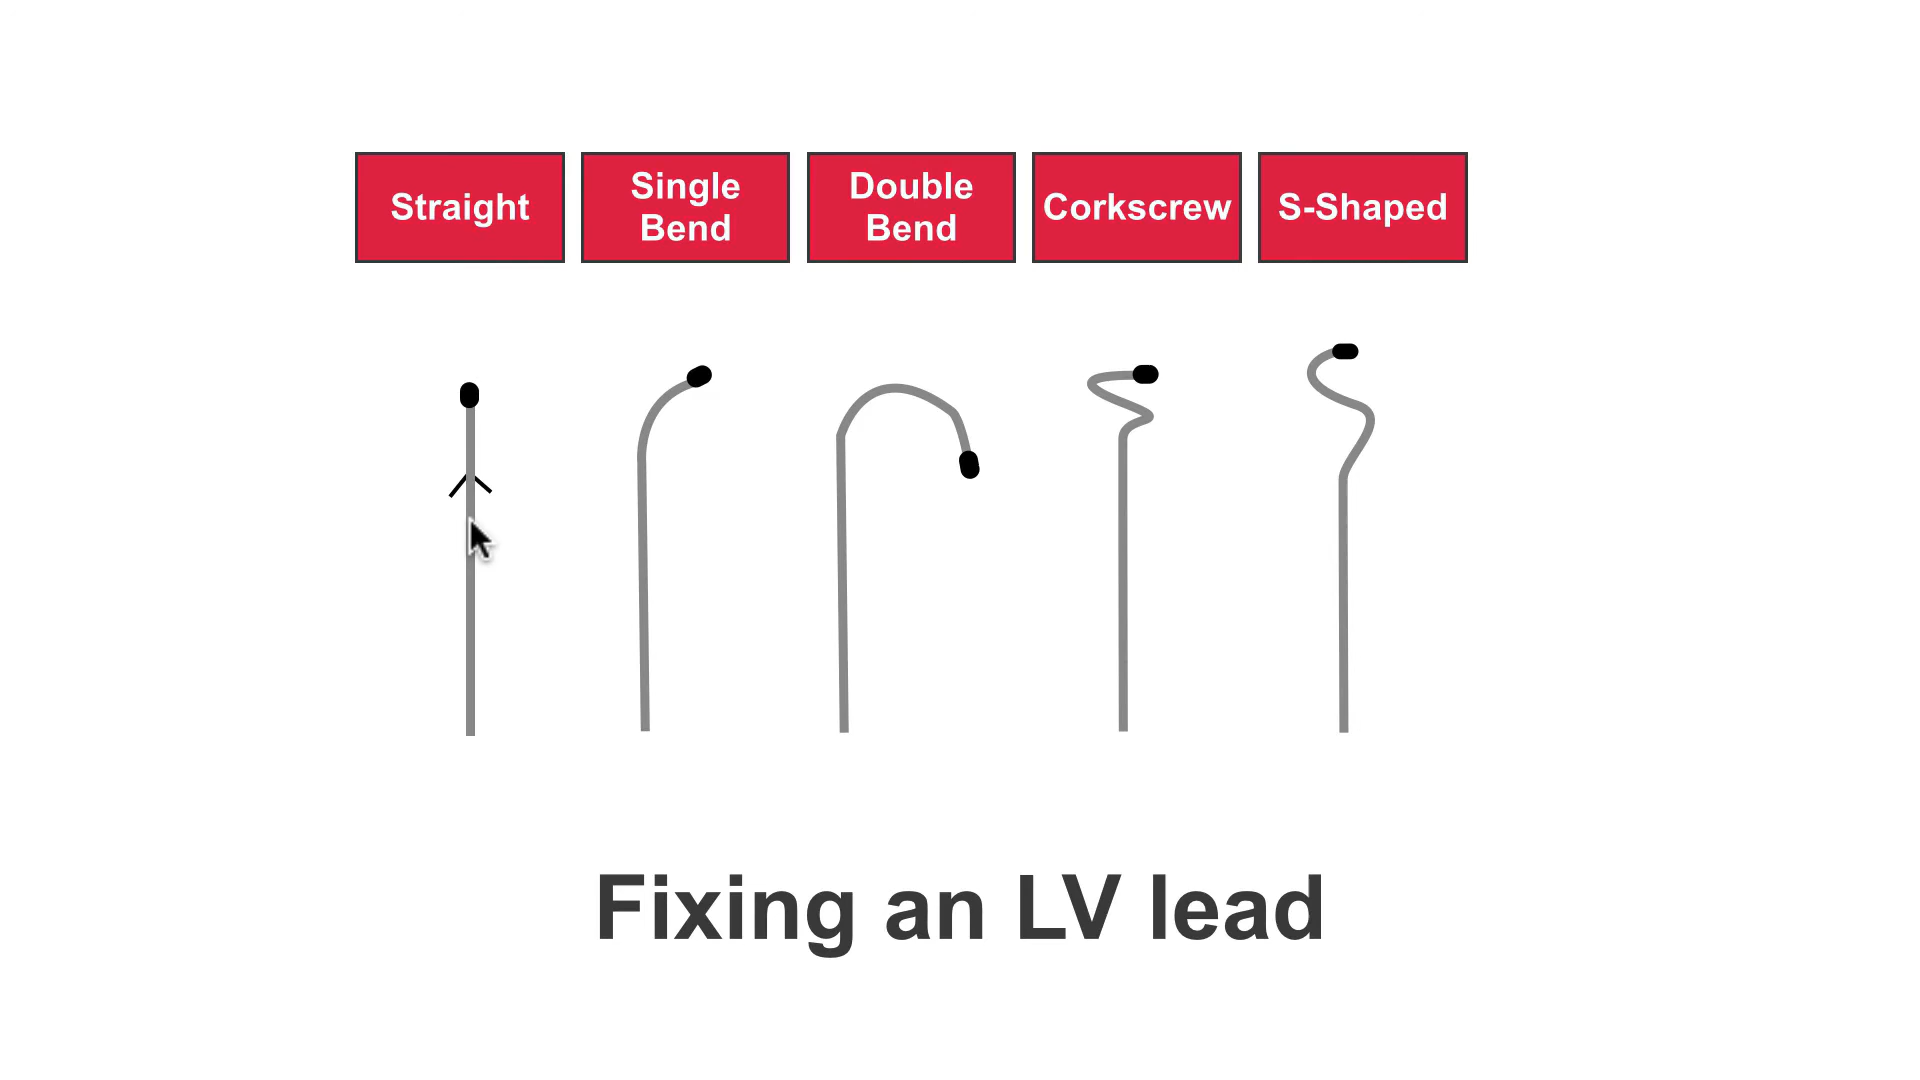 Straight
Single
Bend
Double
Bend
Corkscrew
S-Shaped
Fixing an LV lead